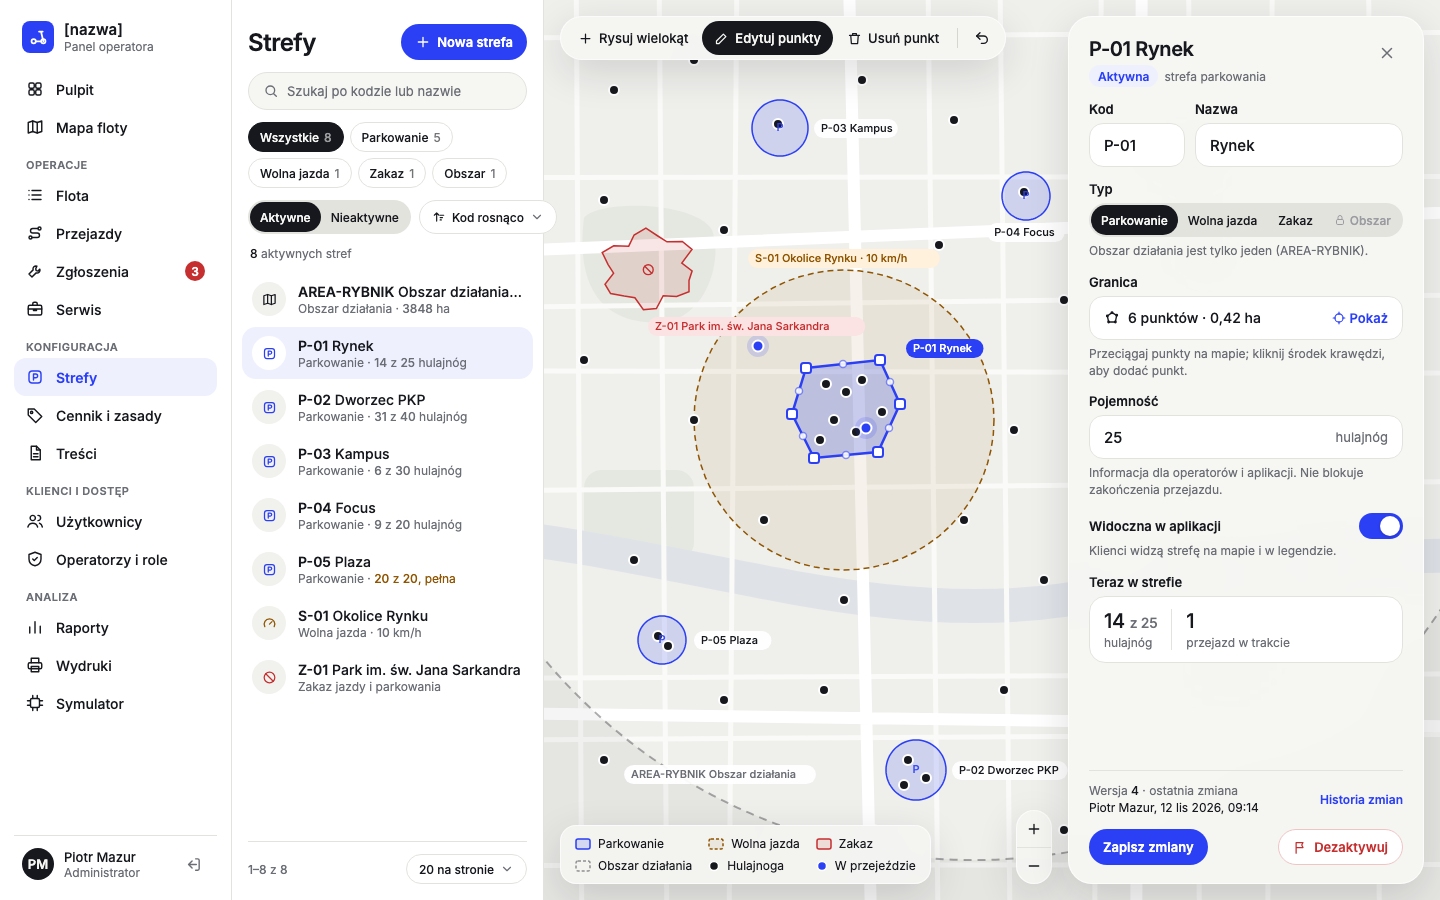 [nazwa]
Panel operatora
Pulpit
Mapa floty
OPERACJE
Flota
Przejazdy
Zgłoszenia 3
Serwis
KONFIGURACJA
Strefy
Cennik i zasady
Treści
KLIENCI I DOSTĘP
Użytkownicy
Operatorzy i role
ANALIZA
Raporty
Wydruki
Symulator
PM
Piotr Mazur
Administrator
Strefy
Nowa strefa
Szukaj po kodzie lub nazwie
Wszystkie 8
Parkowanie 5
Wolna jazda 1
Zakaz 1
Obszar 1
Aktywne
Nieaktywne
Kod rosnąco
8 aktywnych stref
AREA-RYBNIK Obszar działania...
Obszar działania · 3848 ha
P-01 Rynek
Parkowanie · 14 z 25 hulajnóg
P-02 Dworzec PKP
Parkowanie · 31 z 40 hulajnóg
P-03 Kampus
Parkowanie · 6 z 30 hulajnóg
P-04 Focus
Parkowanie · 9 z 20 hulajnóg
P-05 Plaza
Parkowanie · 20 z 20, pełna
S-01 Okolice Rynku
Wolna jazda · 10 km/h
Z-01 Park im. św. Jana Sarkandra
Zakaz jazdy i parkowania
1–8 z 8
20 na stronie
Rysuj wielokąt
Edytuj punkty
Usuń punkt
P-03 Kampus
P-04 Focus
S-01 Okolice Rynku · 10 km/h
Z-01 Park im. św. Jana Sarkandra
P-01 Rynek
P-05 Plaza
AREA-RYBNIK Obszar działania
P
P-02 Dworzec PKP
Parkowanie
Wolna jazda
Zakaz
Obszar działania
Hulajnoga
W przejeździe
P-01 Rynek
Aktywna
strefa parkowania
Kod
Nazwa
P-01
Rynek
Typ
Parkowanie
Wolna jazda
Zakaz
Obszar
Obszar działania jest tylko jeden (AREA-RYBNIK).
Granica
6 punktów · 0,42 ha
Pokaż
Przeciągaj punkty na mapie; kliknij środek krawędzi,
aby dodać punkt.
Pojemność
25
hulajnóg
Informacja dla operatorów i aplikacji. Nie blokuje
zakończenia przejazdu.
Widoczna w aplikacji
Klienci widzą strefę na mapie i w legendzie.
Teraz w strefie
14 z 25
hulajnóg
1
przejazd w trakcie
Wersja 4 · ostatnia zmiana
Piotr Mazur, 12 lis 2026, 09:14
Historia zmian
Zapisz zmiany
Dezaktywuj